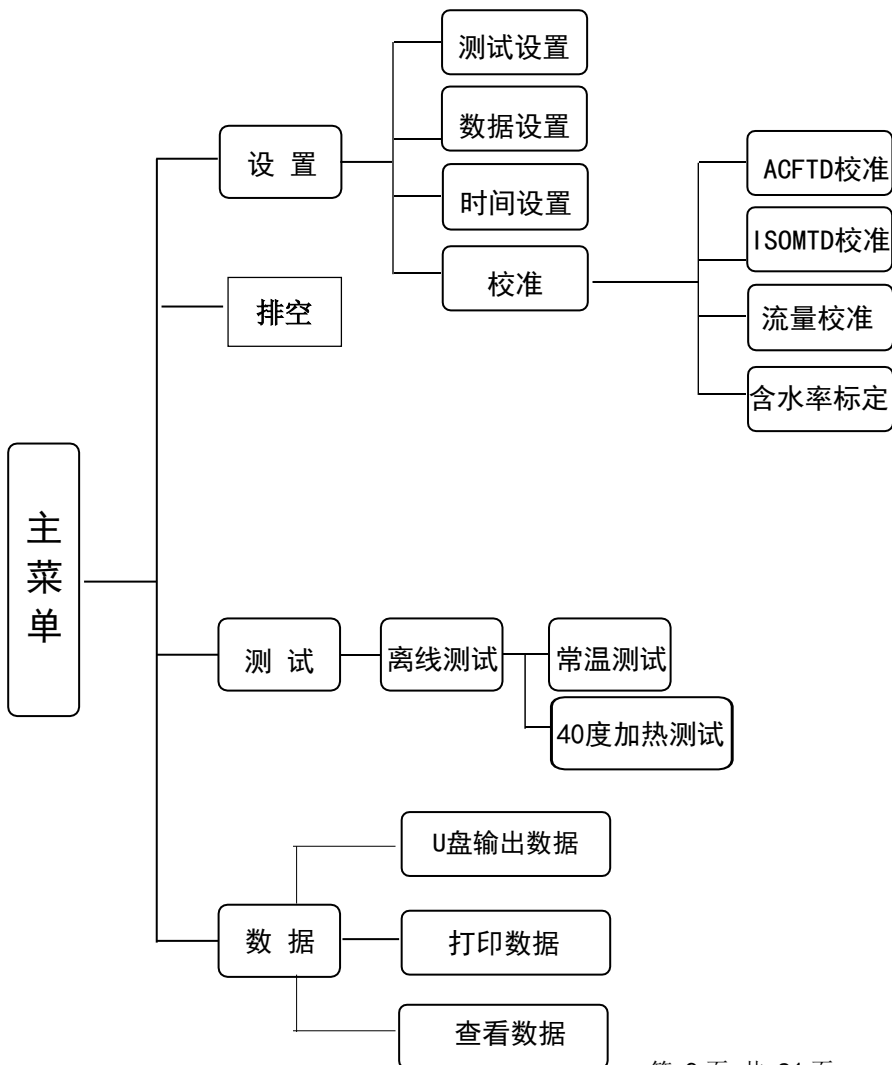 测试设置
数据设置
设 置
ACFTD校准
时间设置
ISOMTD校准
校准
排空
流量校准
含水率标定
主菜单
测 试
离线测试
常温测试
40度加热测试
U盘输出数据
数 据
打印数据
查看数据